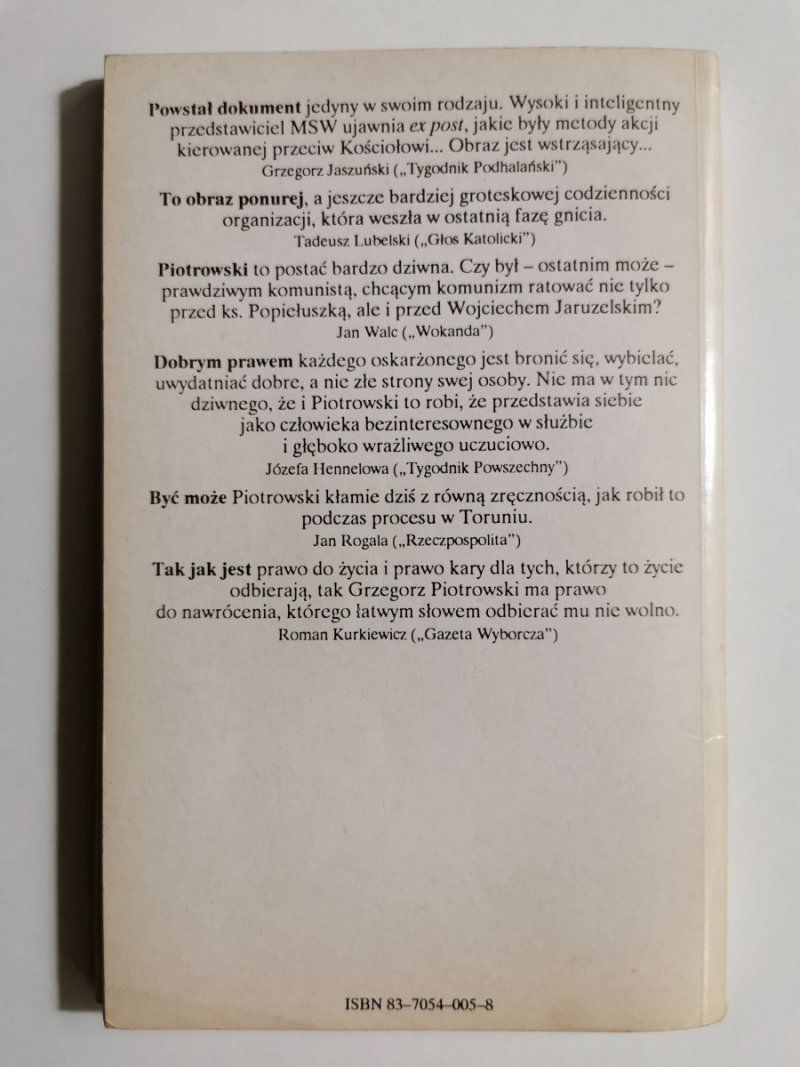 Powstał dokument jedyny w swoim rodzaju. Wysoki i inteligentny
przedstawiciel MSW ujawnia ex post, jakie były metody akcji
kierowanej przeciw Kościołowi... Obraz jest wstrząsający...
Grzegorz Jaszuński („Tygodnik Podhalański”)
To obraz ponurej, a jeszcze bardziej groteskowej codzienności
organizacji, która weszła w ostatnią fazę gnicia.
Tadeusz Lubelski („Głos Katolicki”)
Piotrowski to postać bardzo dziwna. Czy był – ostatnim może –
prawdziwym komunistą, chcącym komunizm ratować nie tylko
przed ks. Popiełuszką, ale i przed Wojciechem Jaruzelskim?
Jan Walc („Wokanda”)
Dobrym prawem każdego oskarżonego jest bronić się, wybielać,
uwydatniać dobre, a nie złe strony swej osoby. Nie ma w tym nic
dziwnego, że i Piotrowski to robi, że przedstawia siebie
jako człowieka bezinteresownego w służbie
i głęboko wrażliwego uczuciowo.
Józefa Hennelowa („Tygodnik Powszechny”)
Być może Piotrowski kłamie dziś z równą zręcznością, jak robił to
podczas procesu w Toruniu.
Jan Rogala („Rzeczpospolita”)
Tak jak jest prawo do życia i prawo kary dla tych, którzy to życie
odbierają, tak Grzegorz Piotrowski ma prawo
do nawrócenia, którego łatwym słowem odbierać mu nie wolno.
Roman Kurkiewicz („Gazeta Wyborcza”)
ISBN 83–7054–005–8